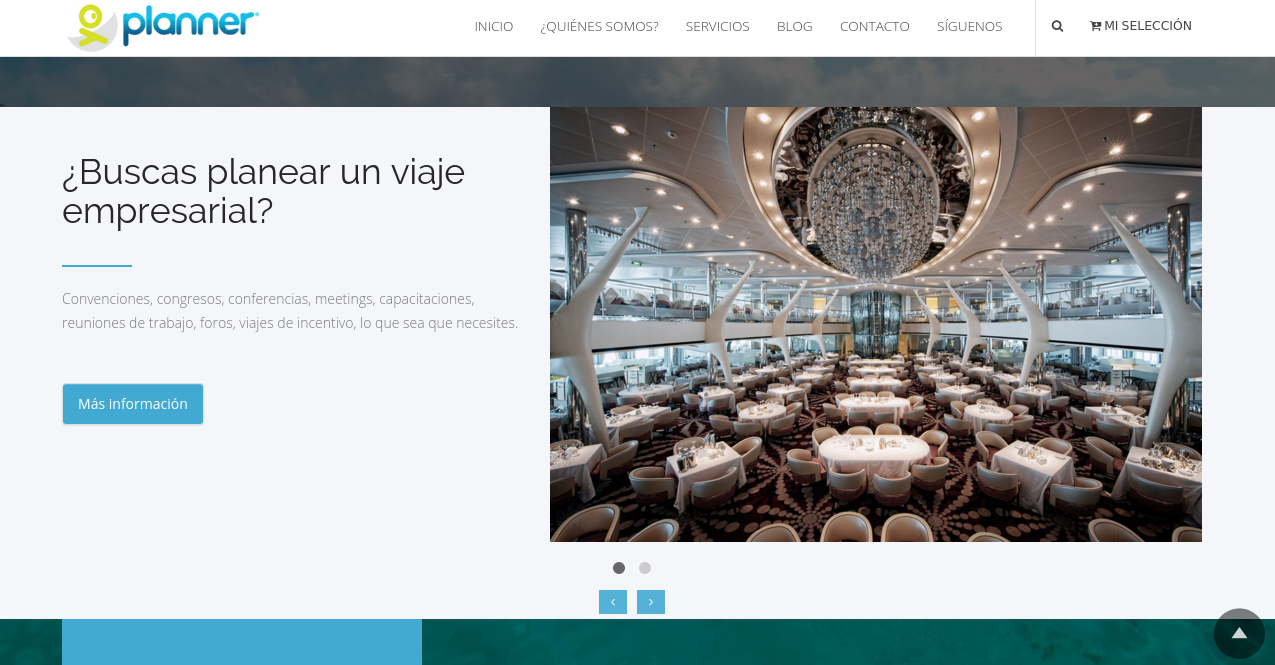 planner®
INICIO ¿QUIÉNES SOMOS? SERVICIOS BLOG CONTACTO SÍGUENOS MI SELECCIÓN
¿Buscas planear un viaje
empresarial?
Convenciones, congresos, conferencias, meetings, capacitaciones,
reuniones de trabajo, foros, viajes de incentivo, lo que sea que necesites.
Más información